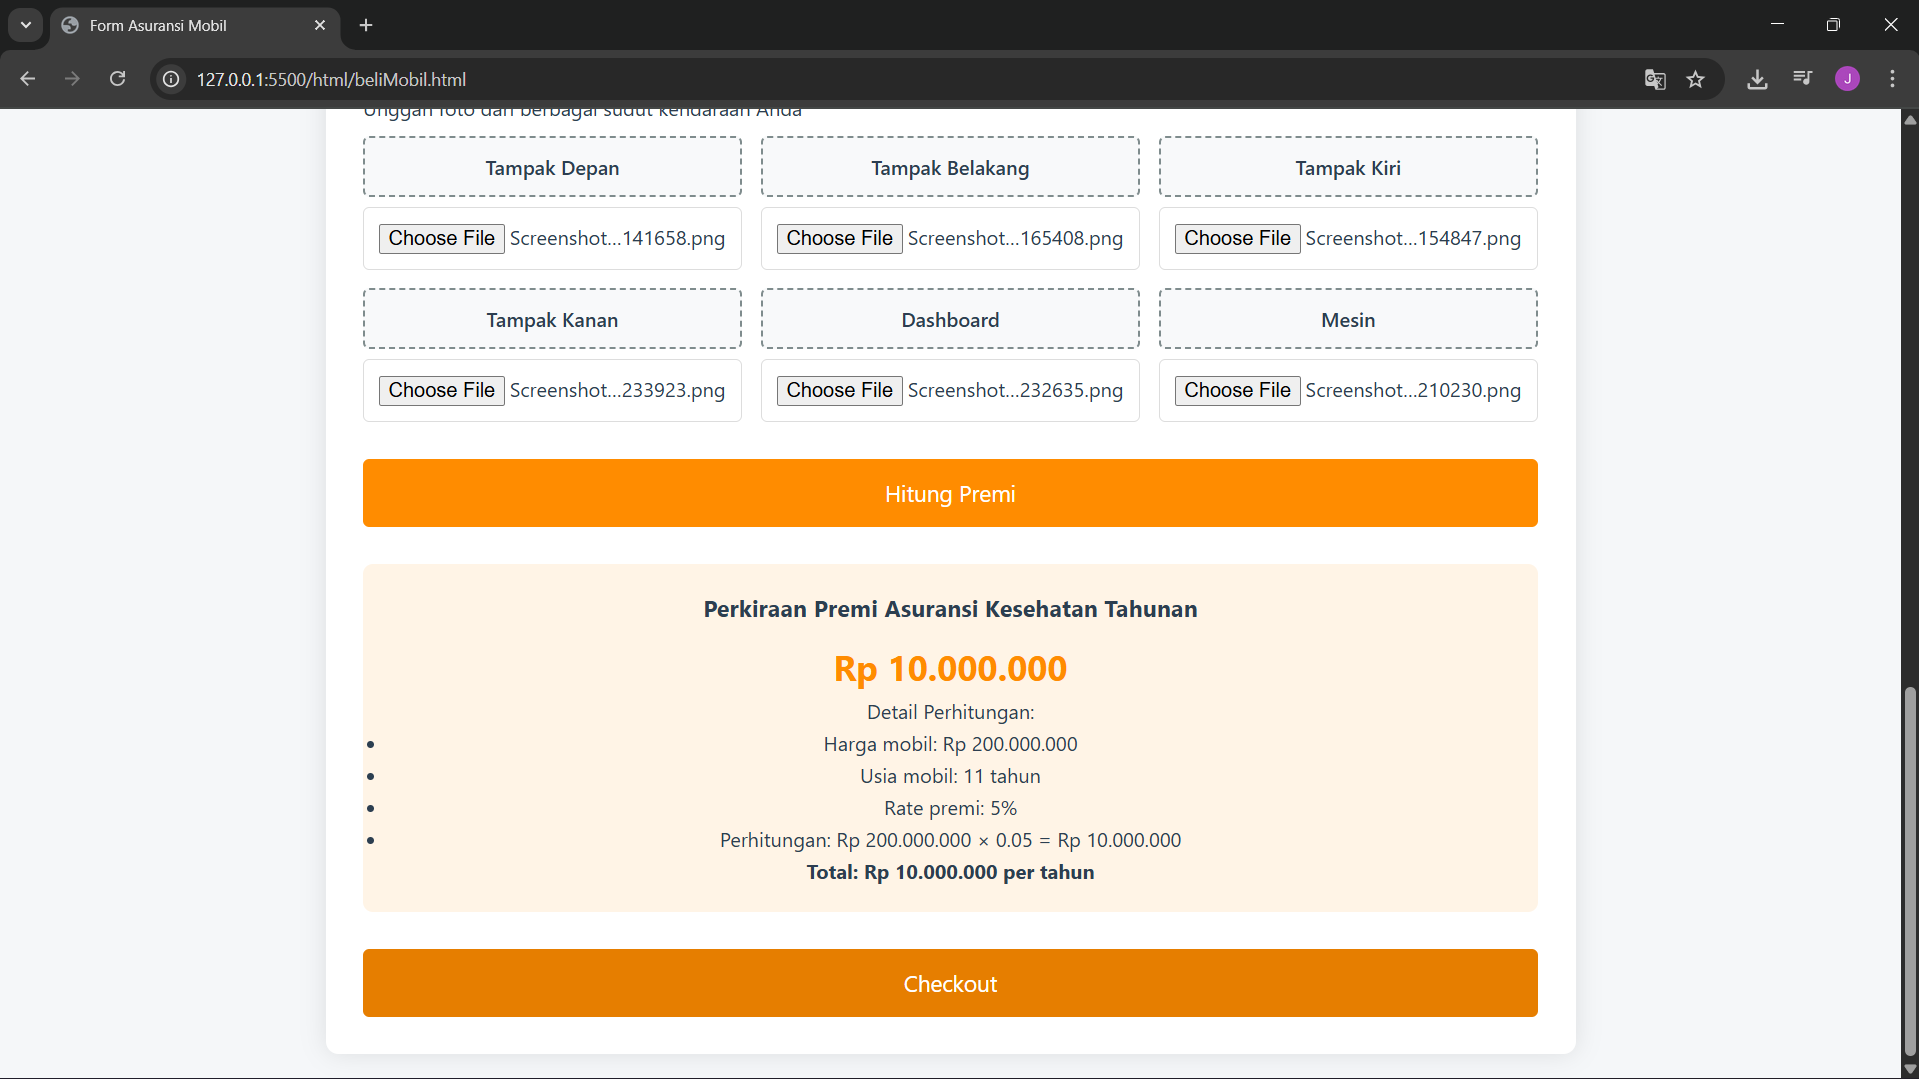 Form Asuransi Mobil
127.0.0.1:5500/html/beliMobil.html
J
Unggah foto dari berbagai sudut kendaraan Anda
Tampak Depan Tampak Belakang Tampak Kiri
Choose File Screenshot...141658.png Choose File Screenshot...165408.png Choose File Screenshot...154847.png
Tampak Kanan Dashboard Mesin
Choose File Screenshot...233923.png Choose File Screenshot...232635.png Choose File Screenshot...210230.png
Hitung Premi
Perkiraan Premi Asuransi Kesehatan Tahunan
Rp 10.000.000
Detail Perhitungan:
• Harga mobil: Rp 200.000.000
• Usia mobil: 11 tahun
• Rate premi: 5%
• Perhitungan: Rp 200.000.000 × 0.05 = Rp 10.000.000
Total: Rp 10.000.000 per tahun
Checkout